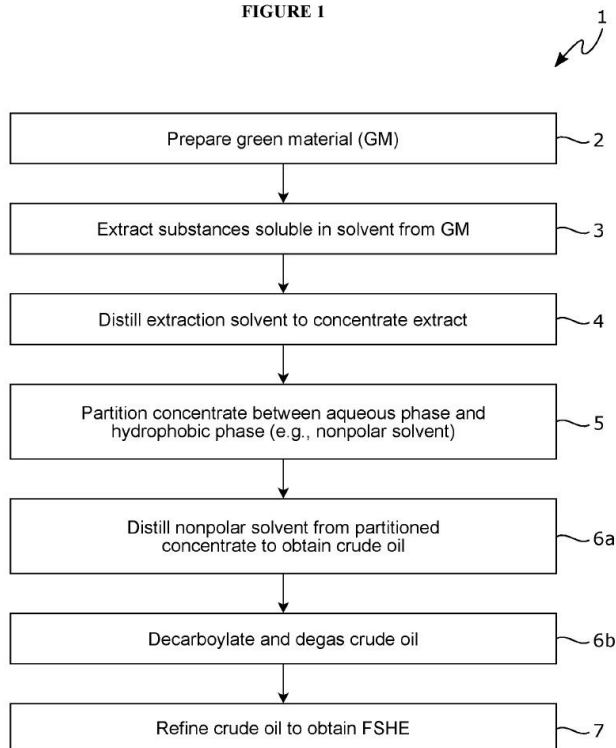 FIGURE 1
1
Prepare green material (GM)
2
Extract substances soluble in solvent from GM
3
Distill extraction solvent to concentrate extract
4
Partition concentrate between aqueous phase and
hydrophobic phase (e.g., nonpolar solvent)
5
Distill nonpolar solvent from partitioned
concentrate to obtain crude oil
6a
Decarboylate and degas crude oil
6b
Refine crude oil to obtain FSHE
7